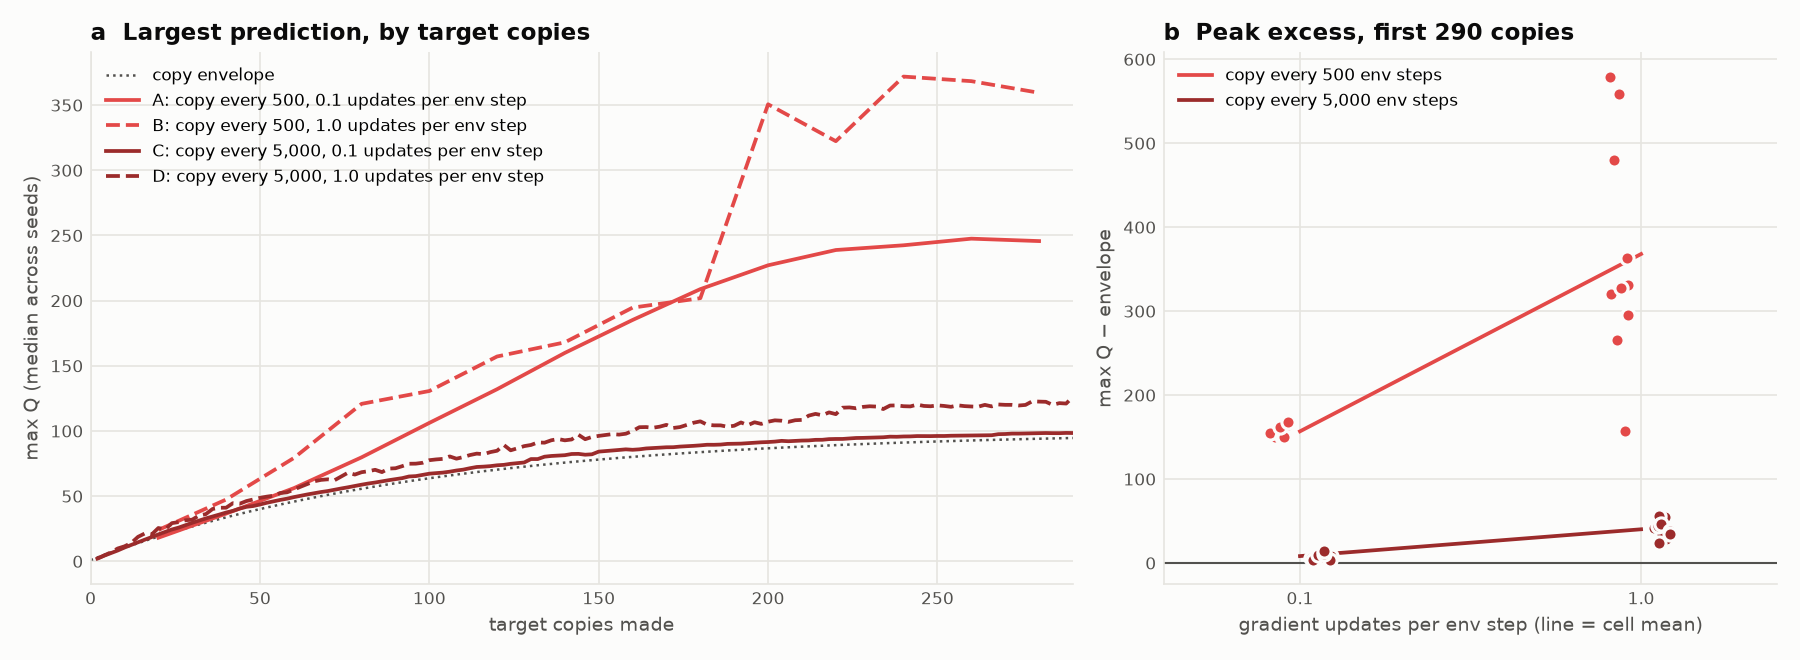 a Largest prediction, by target copies
copy envelope
A: copy every 500, 0.1 updates per env step
B: copy every 500, 1.0 updates per env step
C: copy every 5,000, 0.1 updates per env step
D: copy every 5,000, 1.0 updates per env step
max Q (median across seeds)
350
300
250
200
150
100
50
0
0 50 100 150 200 250
target copies made
b Peak excess, first 290 copies
copy every 500 env steps
copy every 5,000 env steps
max Q − envelope
600
500
400
300
200
100
0
0.1 1.0
gradient updates per env step (line = cell mean)